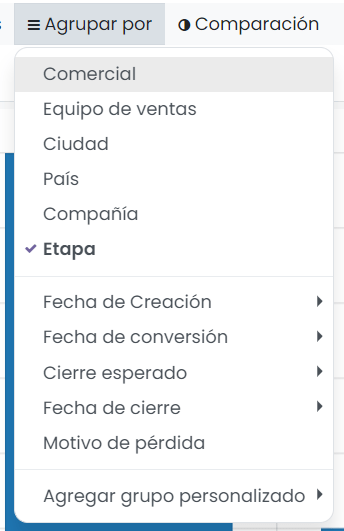 Agrupar por
Comparación
Comercial
Equipo de ventas
Ciudad
País
Compañía
Etapa
Fecha de Creación
Fecha de conversión
Cierre esperado
Fecha de cierre
Motivo de pérdida
Agregar grupo personalizado